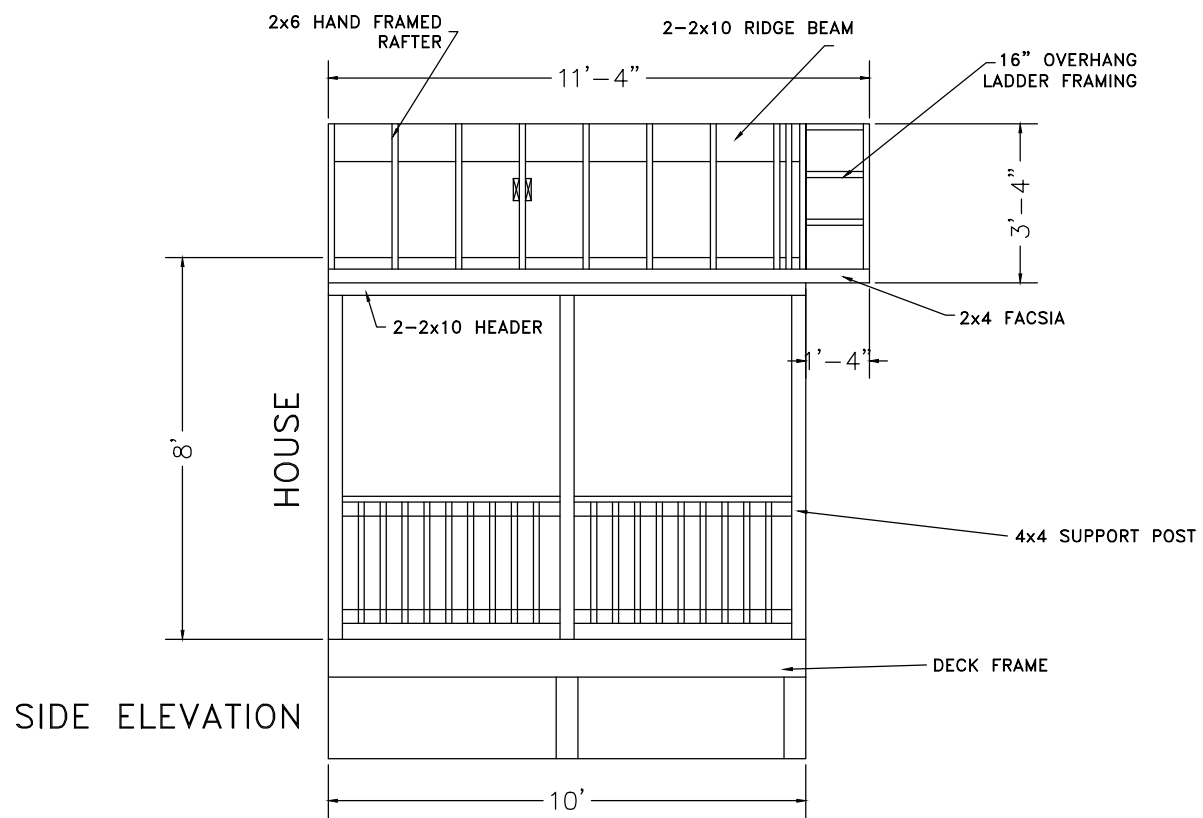 2x6 HAND FRAMED
RAFTER
2-2x10 RIDGE BEAM
16" OVERHANG
LADDER FRAMING
11'-4"
3'-4"
2x4 FACSIA
2-2x10 HEADER
1'-4"
8'
HOUSE
4x4 SUPPORT POST
DECK FRAME
SIDE ELEVATION
10'